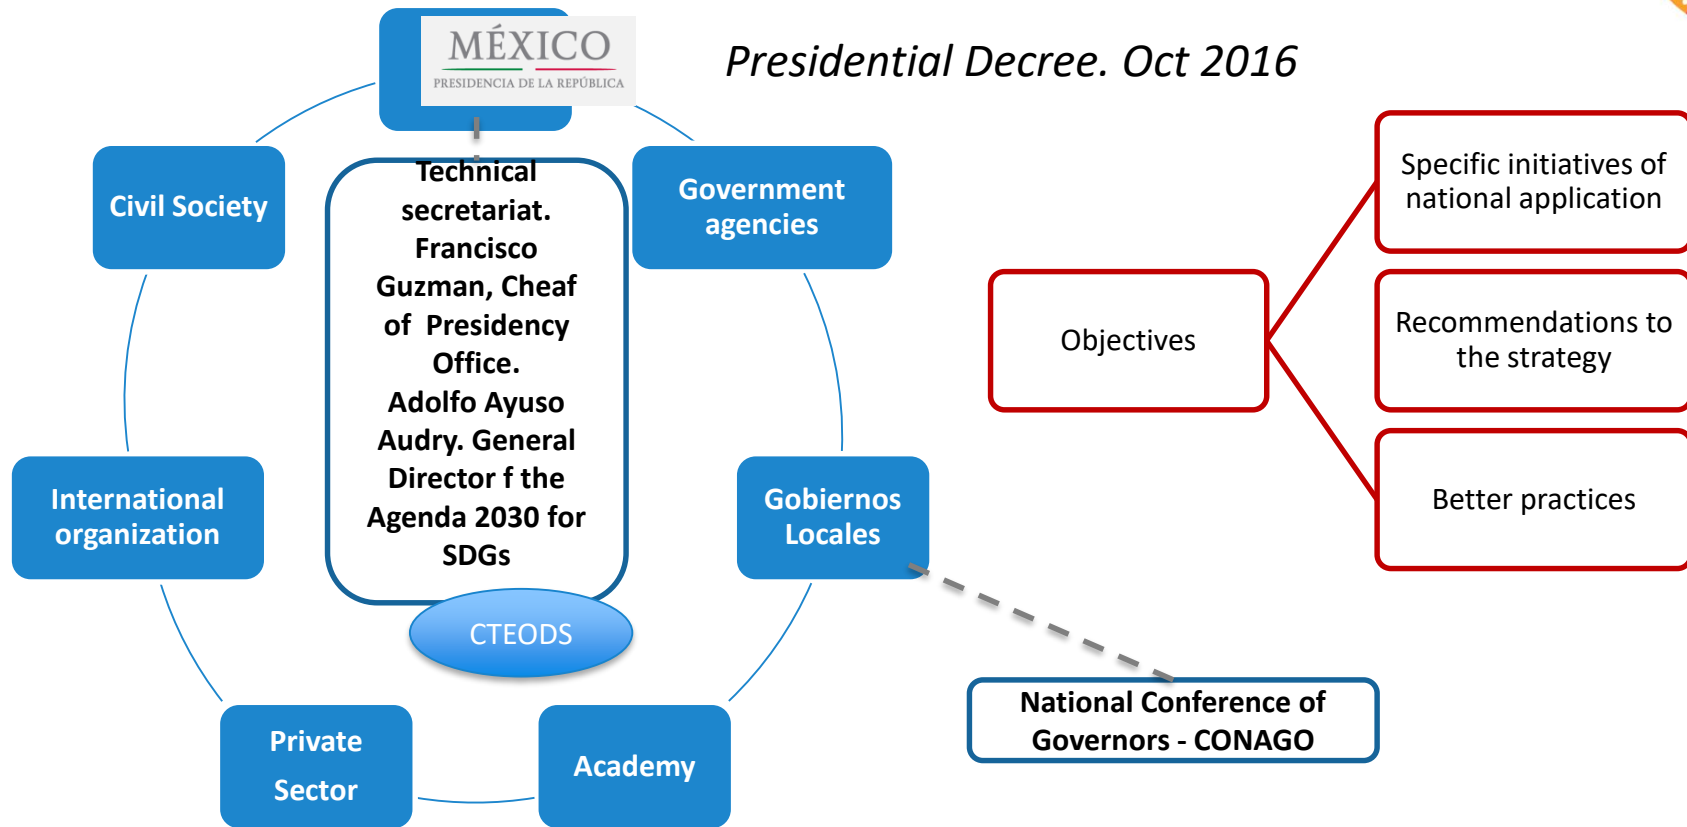 MÉXICO
PRESIDENCIA DE LA REPÚBLICA
Presidential Decree. Oct 2016
Civil Society
Technical
secretariat.
Francisco
Guzman, Cheaf
of Presidency
Office.
Adolfo Ayuso
Audry. General
Director f the
Agenda 2030 for
SDGs
Government
agencies
International
organization
Gobiernos
Locales
CTEODS
Private
Sector
Academy
National Conference of
Governors - CONAGO
Objectives
Specific initiatives of
national application
Recommendations to
the strategy
Better practices